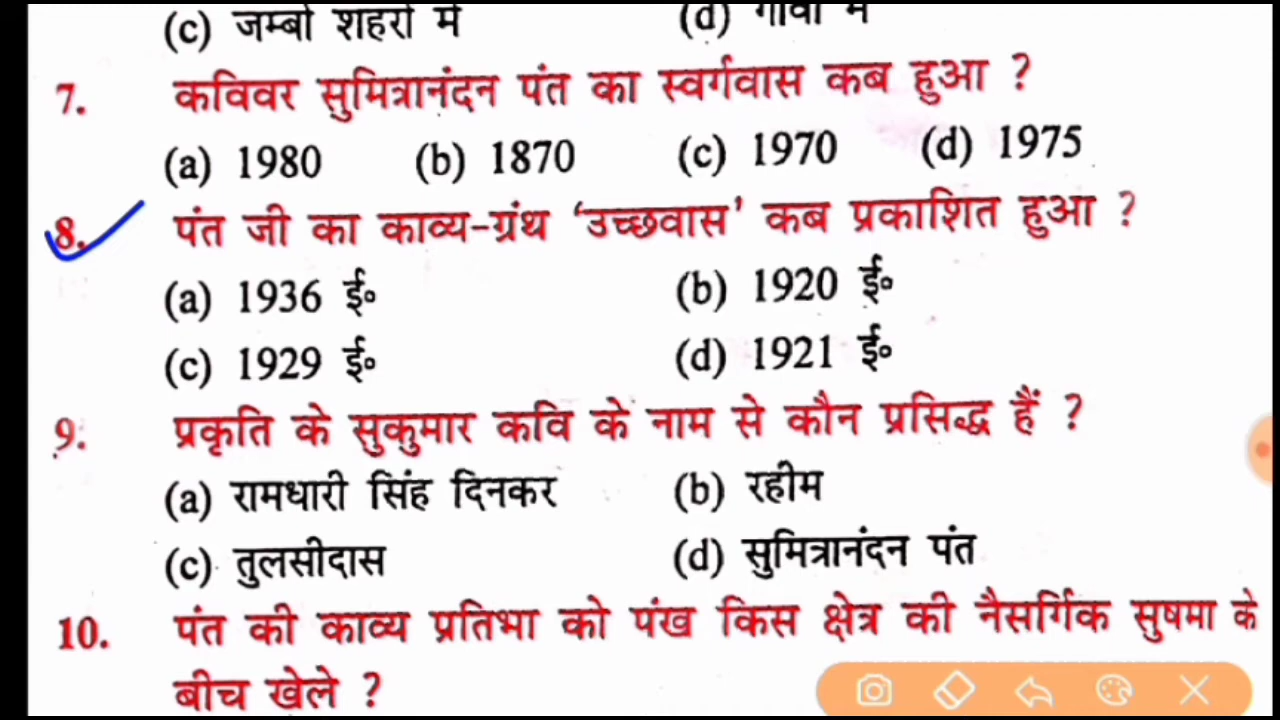 (c) जम्बो शहरों में (d) गाँवों में
7. कविवर सुमित्रानंदन पंत का स्वर्गवास कब हुआ ?
(a) 1980 (b) 1870 (c) 1970 (d) 1975
8. पंत जी का काव्य-ग्रंथ ‘उच्छवास’ कब प्रकाशित हुआ ?
(a) 1936 ई० (b) 1920 ई०
(c) 1929 ई० (d) 1921 ई०
9. प्रकृति के सुकुमार कवि के नाम से कौन प्रसिद्ध हैं ?
(a) रामधारी सिंह दिनकर (b) रहीम
(c) तुलसीदास (d) सुमित्रानंदन पंत
10. पंत की काव्य प्रतिभा को पंख किस क्षेत्र की नैसर्गिक सुषमा के
बीच खेले ?